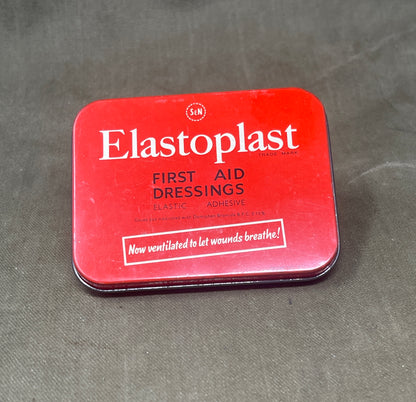 S&N
Elastoplast
TRADE MARK
FIRST AID
DRESSINGS
ELASTIC ADHESIVE
Now ventilated to let wounds breathe!